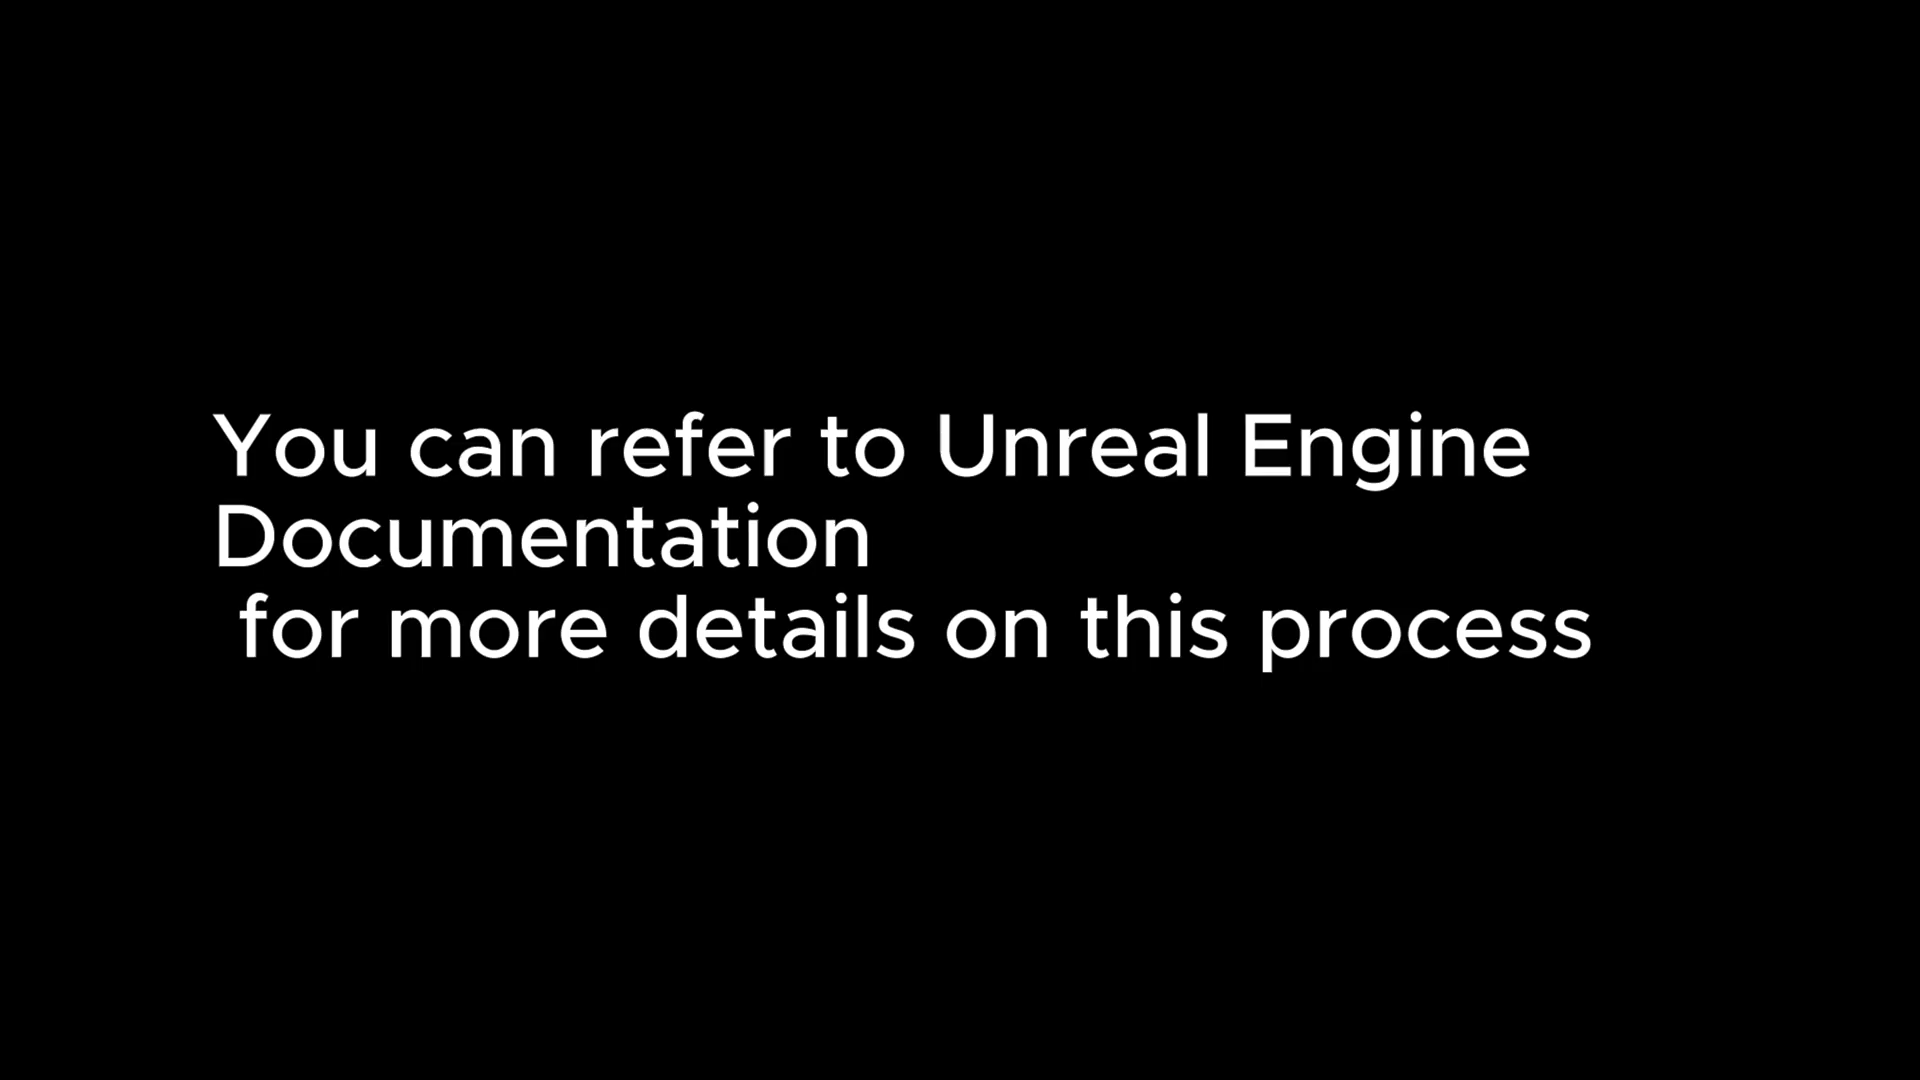 You can refer to Unreal Engine
Documentation
for more details on this process